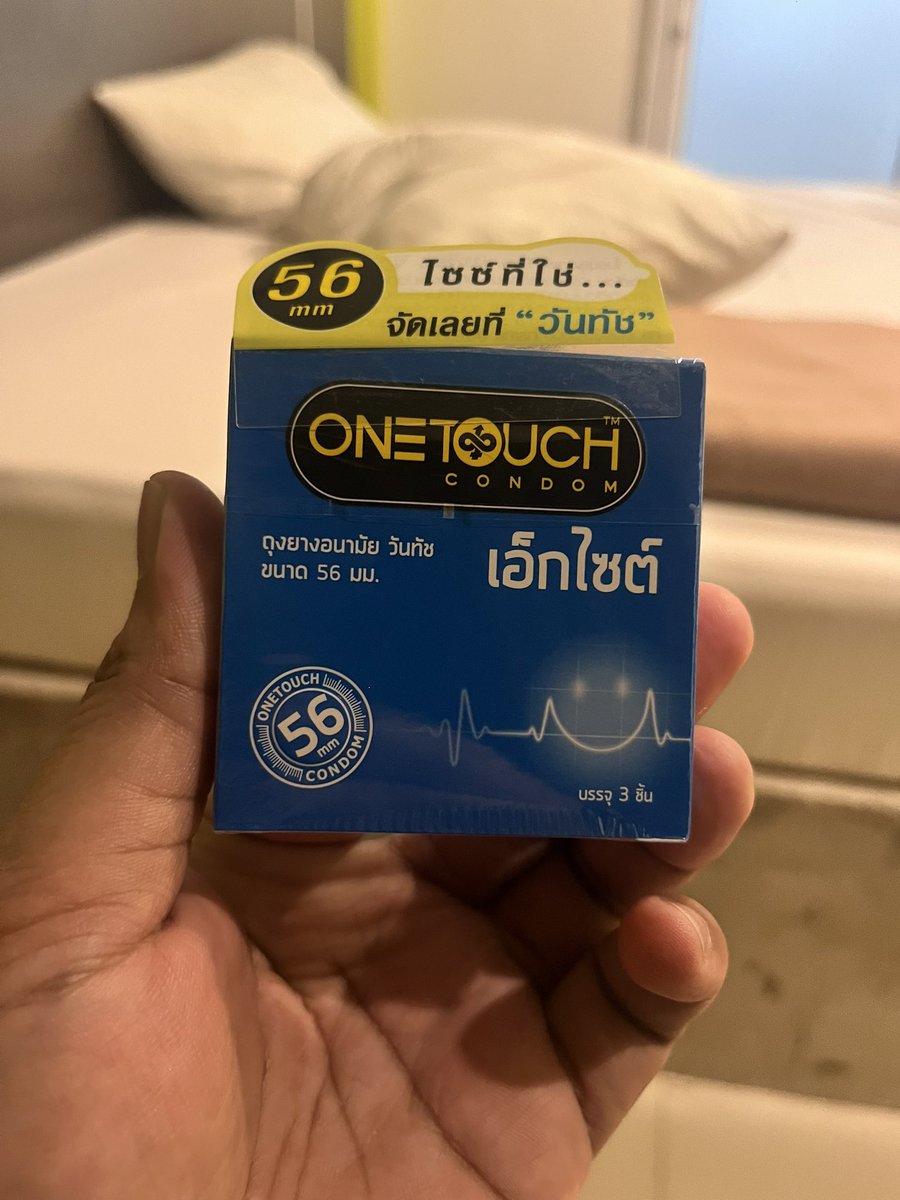 56
mm
ไซซ์ที่ใช่...
จัดเลยที่ “วันทัช”
ONETOUCH™
CONDOM
ถุงยางอนามัย วันทัช
ขนาด 56 มม.
เอ็กไซต์
ONETOUCH
56
mm
CONDOM
บรรจุ 3 ชิ้น